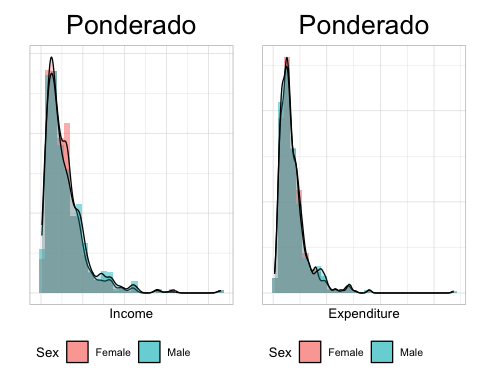 Ponderado
Income
Sex Female Male
Ponderado
Expenditure
Sex Female Male